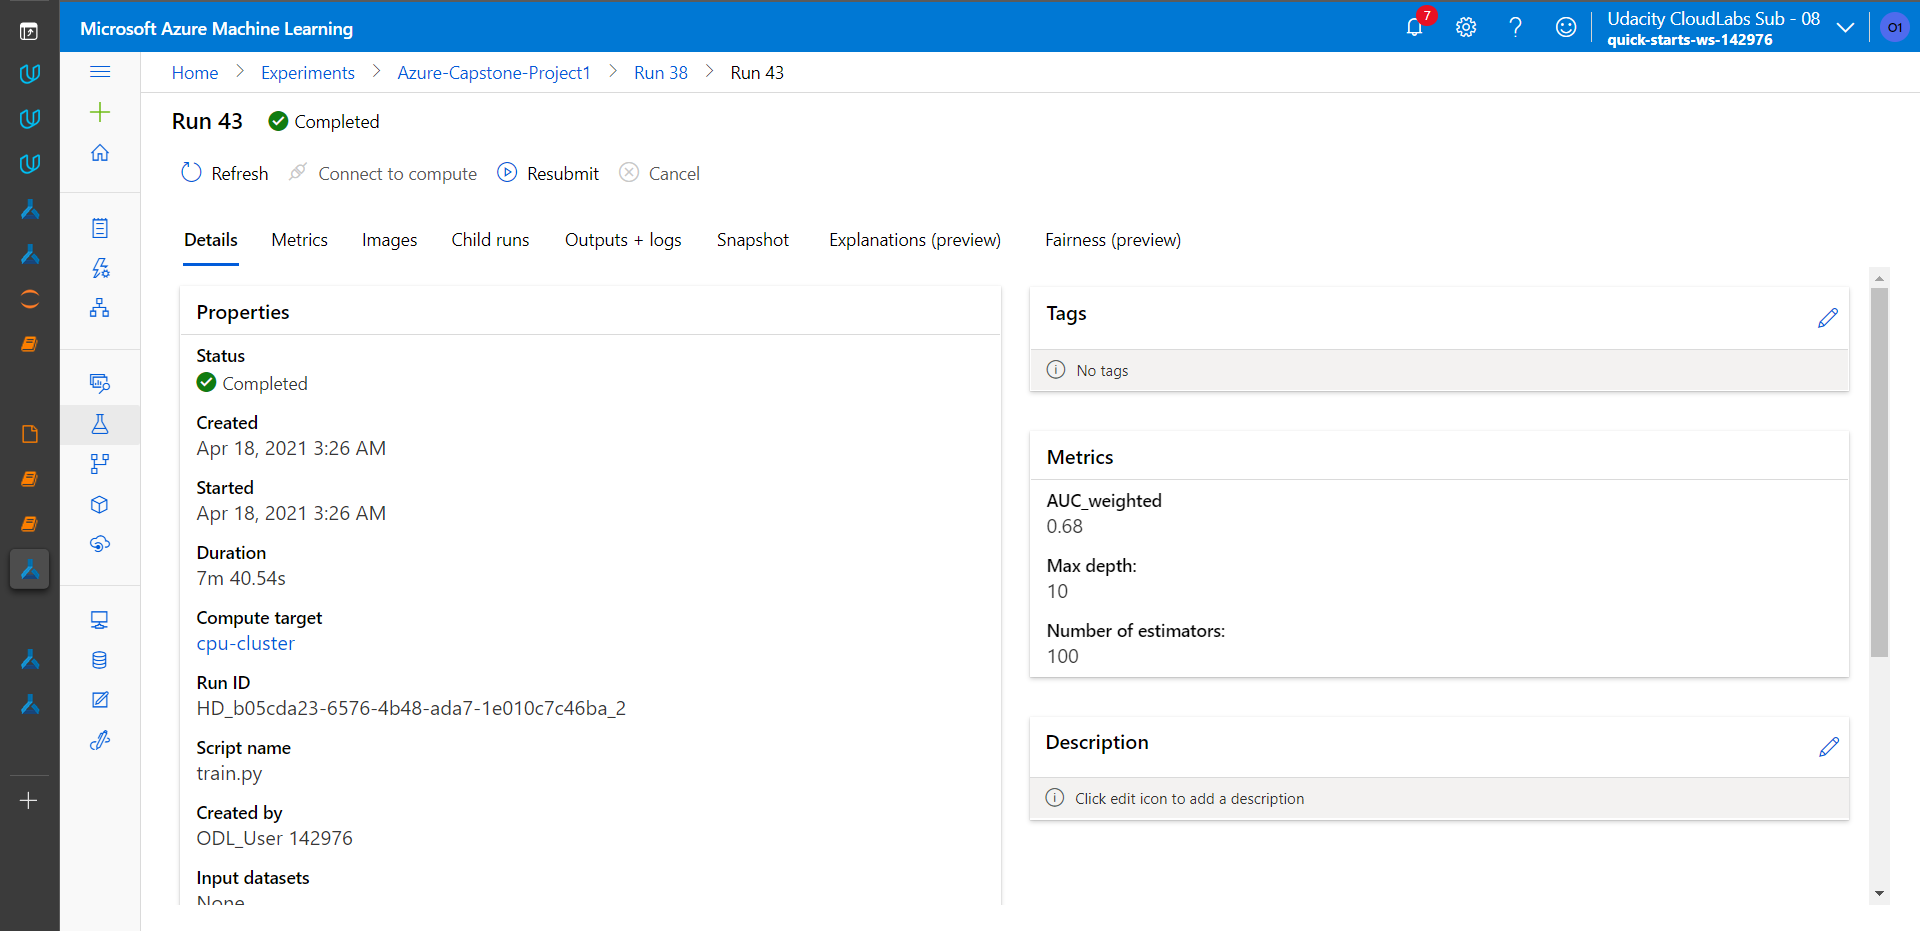 Microsoft Azure Machine Learning
7
Udacity CloudLabs Sub - 08
quick-starts-ws-142976
O1
Home > Experiments > Azure-Capstone-Project1 > Run 38 > Run 43
Run 43 Completed
Refresh Connect to compute Resubmit Cancel
Details Metrics Images Child runs Outputs + logs Snapshot Explanations (preview) Fairness (preview)
Properties
Status
Completed
Created
Apr 18, 2021 3:26 AM
Started
Apr 18, 2021 3:26 AM
Duration
7m 40.54s
Compute target
cpu-cluster
Run ID
HD_b05cda23-6576-4b48-ada7-1e010c7c46ba_2
Script name
train.py
Created by
ODL_User 142976
Input datasets
None
Tags
No tags
Metrics
AUC_weighted
0.68
Max depth:
10
Number of estimators:
100
Description
Click edit icon to add a description